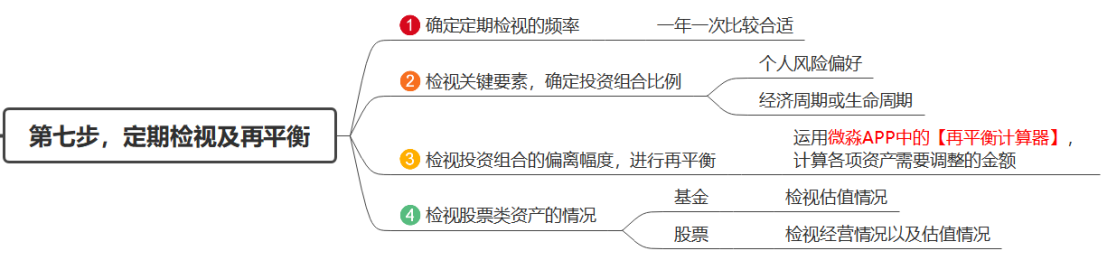 第七步，定期检视及再平衡
1 确定定期检视的频率
一年一次比较合适
2 检视关键要素，确定投资组合比例
个人风险偏好
经济周期或生命周期
3 检视投资组合的偏离幅度，进行再平衡
运用微淼APP中的【再平衡计算器】，
计算各项资产需要调整的金额
4 检视股票类资产的情况
基金
检视估值情况
股票
检视经营情况以及估值情况